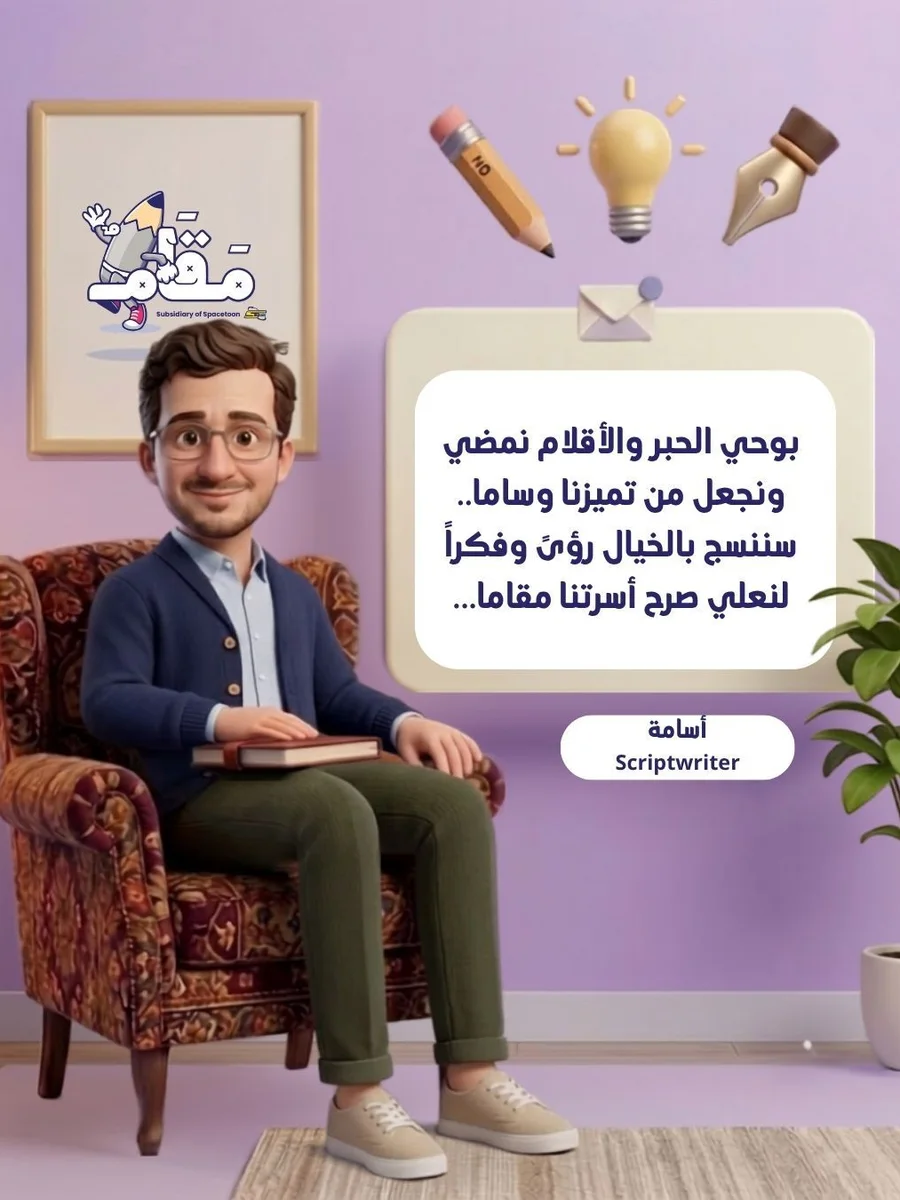 مَقَام
Subsidiary of Spacetoon
NO
بوحي الحبر والأقلام نمضي
ونجعل من تميزنا وساما..
سننسج بالخيال رؤىً وفكراً
لنعلي صرح أسرتنا مقاما...
أسامة
Scriptwriter